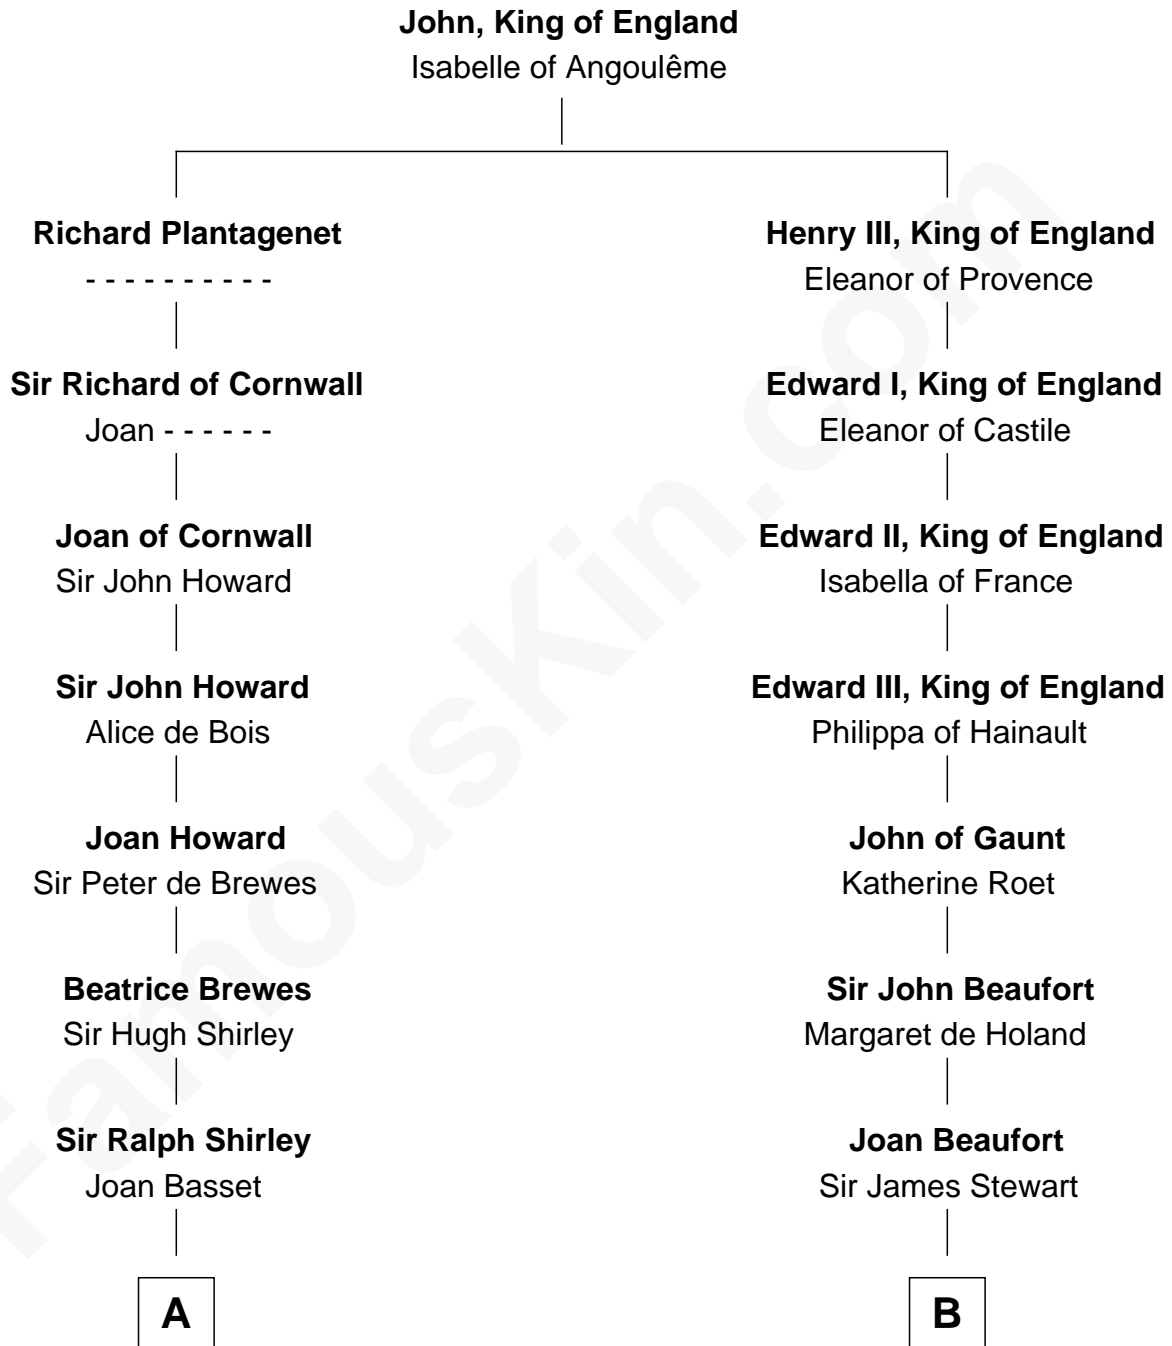 John, King of England
Isabelle of Angoulême
Richard Plantagenet
- - - - - - - - - -
Henry III, King of England
Eleanor of Provence
Sir Richard of Cornwall
Joan - - - - - -
Edward I, King of England
Eleanor of Castile
Joan of Cornwall
Sir John Howard
Edward II, King of England
Isabella of France
Sir John Howard
Alice de Bois
Edward III, King of England
Philippa of Hainault
Joan Howard
Sir Peter de Brewes
John of Gaunt
Katherine Roet
Beatrice Brewes
Sir Hugh Shirley
Sir John Beaufort
Margaret de Holand
Sir Ralph Shirley
Joan Basset
Joan Beaufort
Sir James Stewart
A
B
FamousKin.com